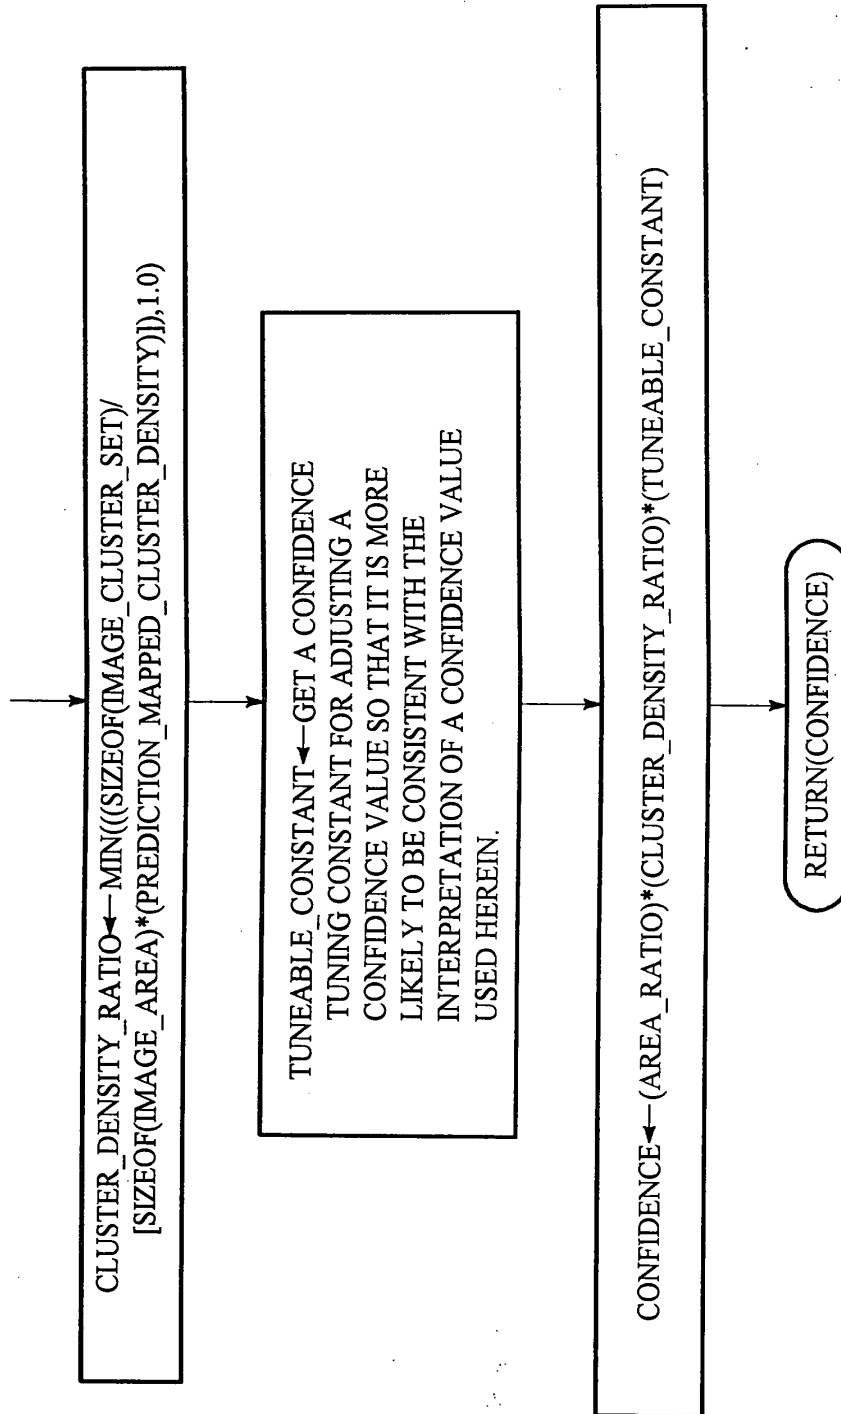 CLUSTER_DENSITY_RATIO←MIN(((SIZEOF(IMAGE_CLUSTER_SET)/
[SIZEOF(IMAGE_AREA)*(PREDICTION_MAPPED_CLUSTER_DENSITY)]),1.0)
TUNEABLE_CONSTANT←GET A CONFIDENCE
TUNING CONSTANT FOR ADJUSTING A
CONFIDENCE VALUE SO THAT IT IS MORE
LIKELY TO BE CONSISTENT WITH THE
INTERPRETATION OF A CONFIDENCE VALUE
USED HEREIN.
CONFIDENCE←(AREA_RATIO)*(CLUSTER_DENSITY_RATIO)*(TUNEABLE_CONSTANT)
RETURN(CONFIDENCE)